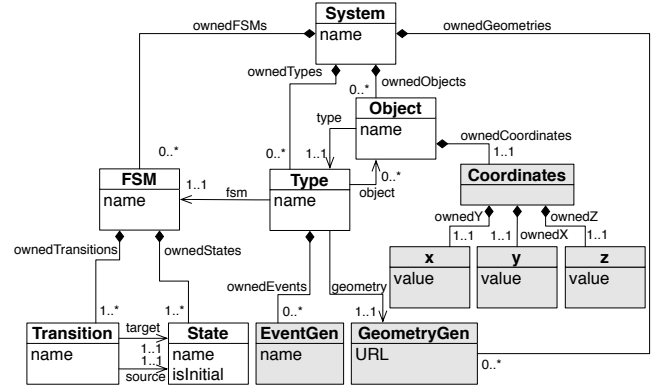 System
name
ownedFSMs
ownedGeometries
ownedTypes
ownedObjects
0..*
Object
name
type
ownedCoordinates
0..*
0..*
1..1
0..*
1..1
FSM
name
1..1
fsm
Type
name
object
Coordinates
ownedY
ownedZ
1..1
1..1
ownedX
1..1
ownedTransitions
ownedStates
x
value
y
value
z
value
ownedEvents
geometry
1..*
1..*
0..*
1..1
Transition
name
target
1..1
1..1
source
State
name
isInitial
EventGen
name
GeometryGen
URL
0..*